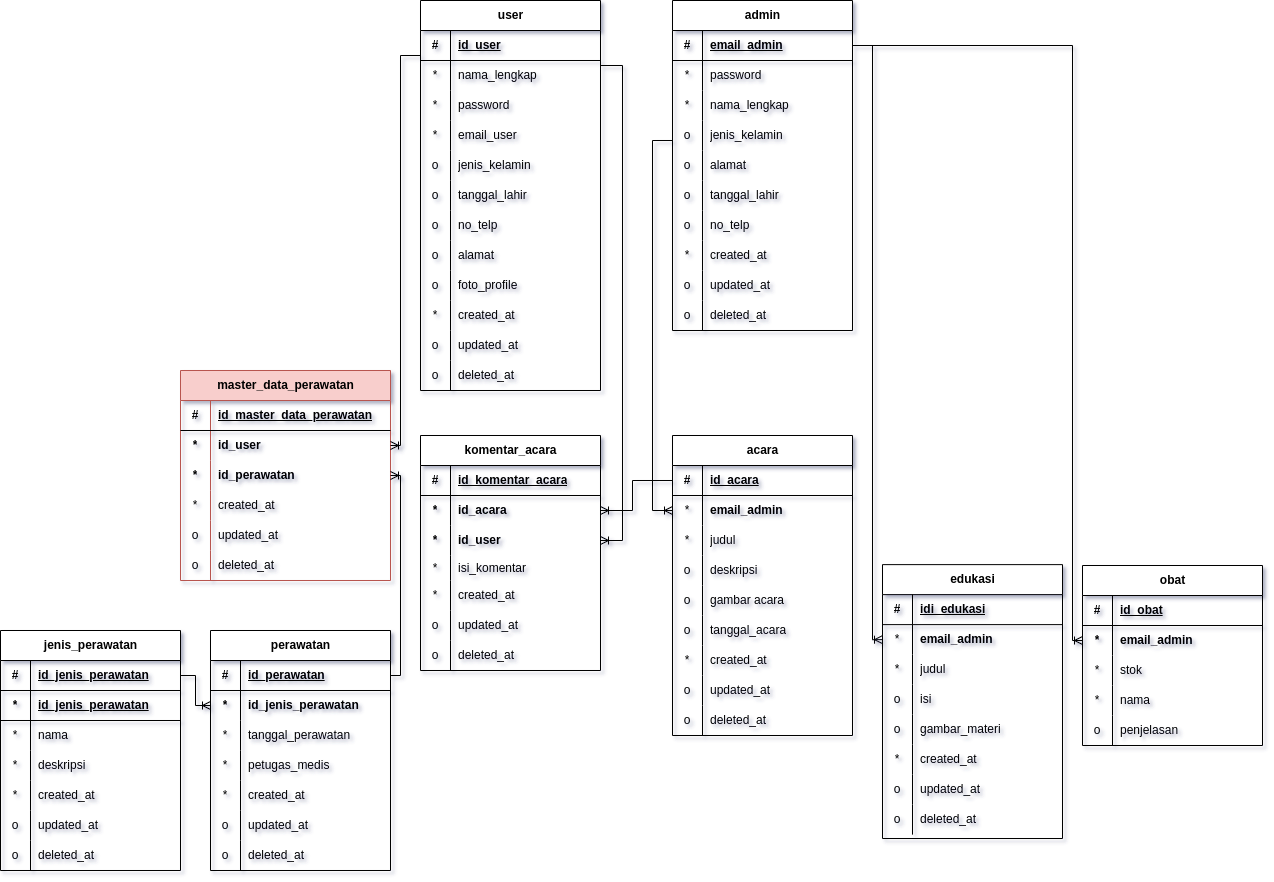 user
# id_user
* nama_lengkap
* password
* email_user
o jenis_kelamin
o tanggal_lahir
o no_telp
o alamat
o foto_profile
* created_at
o updated_at
o deleted_at
admin
# email_admin
* password
* nama_lengkap
o jenis_kelamin
o alamat
o tanggal_lahir
o no_telp
* created_at
o updated_at
o deleted_at
master_data_perawatan
# id_master_data_perawatan
* id_user
* id_perawatan
* created_at
o updated_at
o deleted_at
komentar_acara
# id_komentar_acara
* id_acara
* id_user
* isi_komentar
* created_at
o updated_at
o deleted_at
acara
# id_acara
* email_admin
* judul
o deskripsi
o gambar acara
o tanggal_acara
* created_at
o updated_at
o deleted_at
edukasi
# idi_edukasi
* email_admin
* judul
o isi
o gambar_materi
* created_at
o updated_at
o deleted_at
obat
# id_obat
* email_admin
* stok
* nama
o penjelasan
jenis_perawatan
# id_jenis_perawatan
* id_jenis_perawatan
* nama
* deskripsi
* created_at
o updated_at
o deleted_at
perawatan
# id_perawatan
* id_jenis_perawatan
* tanggal_perawatan
* petugas_medis
* created_at
o updated_at
o deleted_at